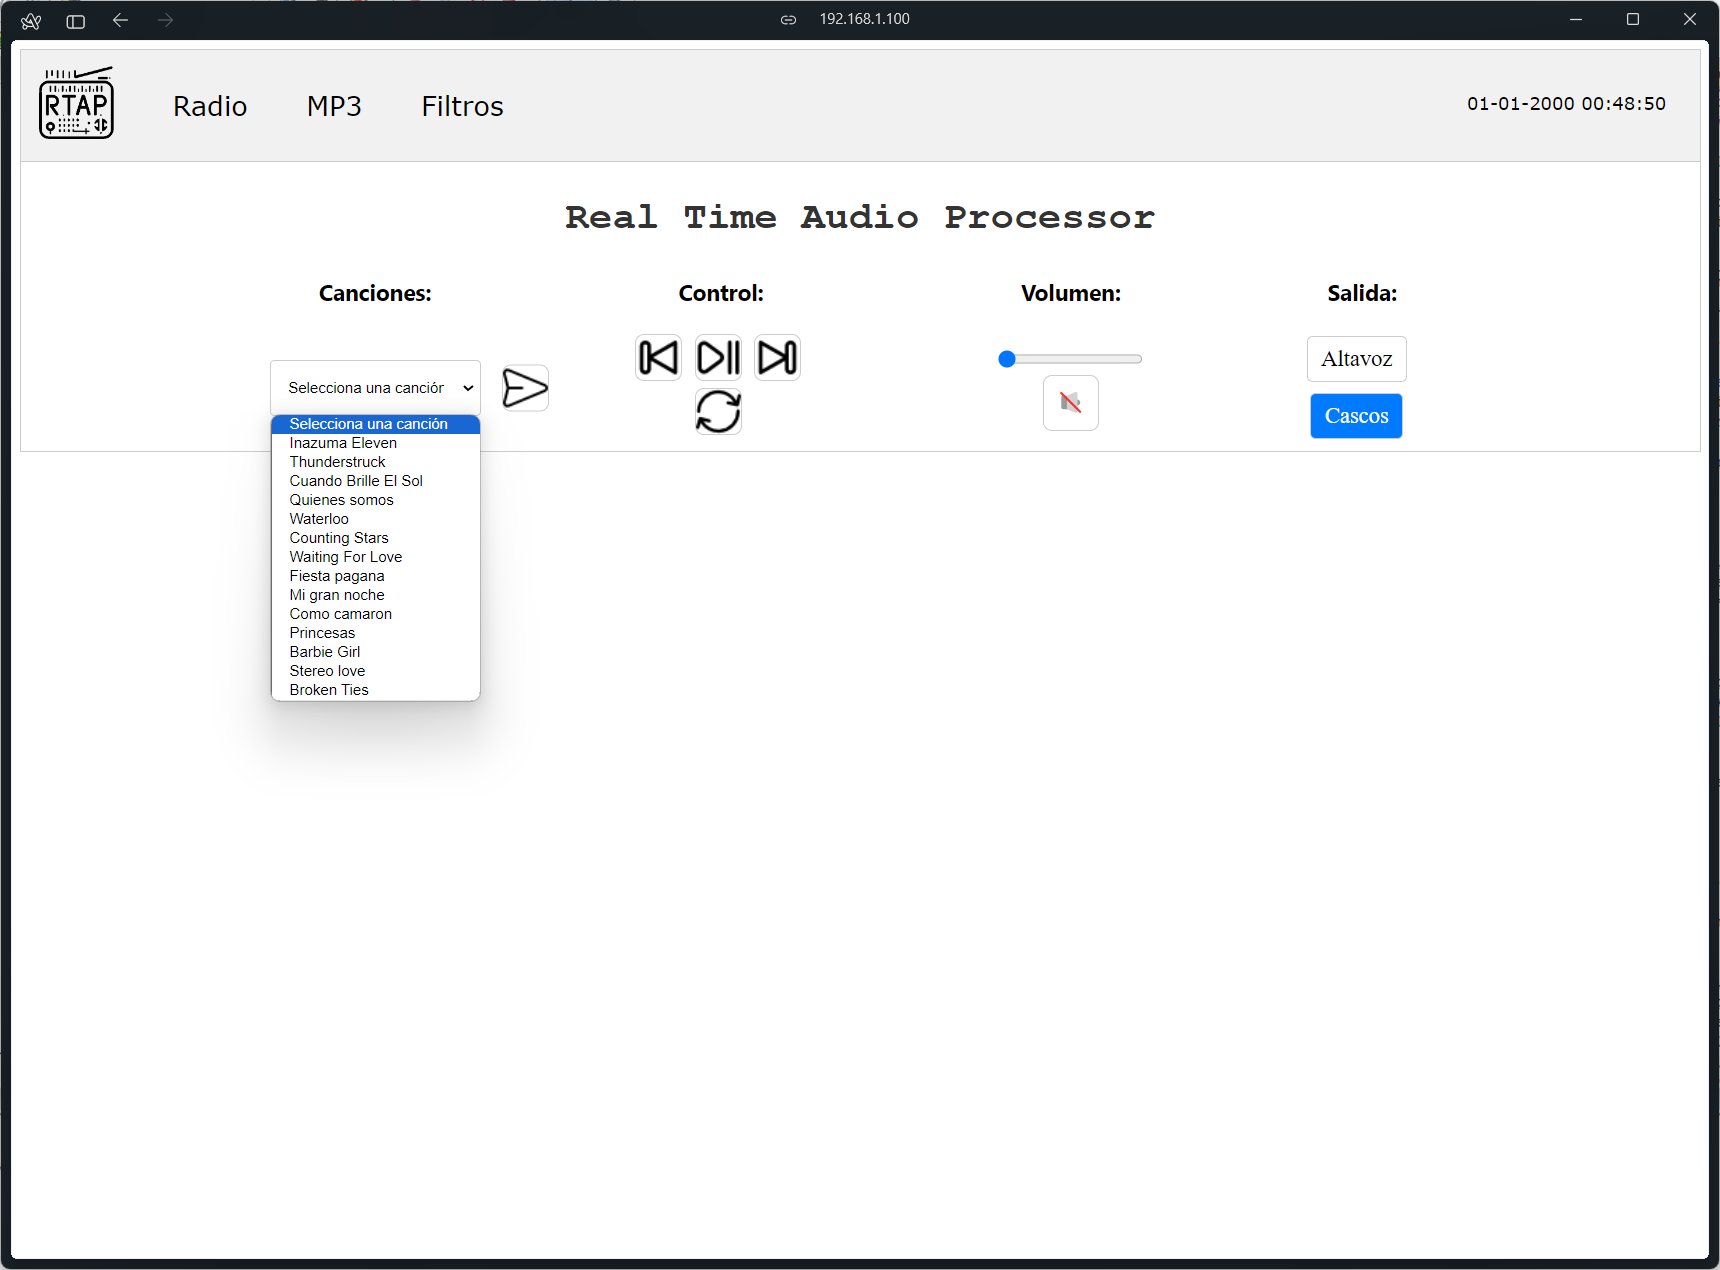 192.168.1.100
RTAP
Radio MP3 Filtros
01-01-2000 00:48:50
Real Time Audio Processor
Canciones: Control: Volumen: Salida:
Selecciona una canción
Altavoz
Cascos
Selecciona una canción
Inazuma Eleven
Thunderstruck
Cuando Brille El Sol
Quienes somos
Waterloo
Counting Stars
Waiting For Love
Fiesta pagana
Mi gran noche
Como camaron
Princesas
Barbie Girl
Stereo love
Broken Ties